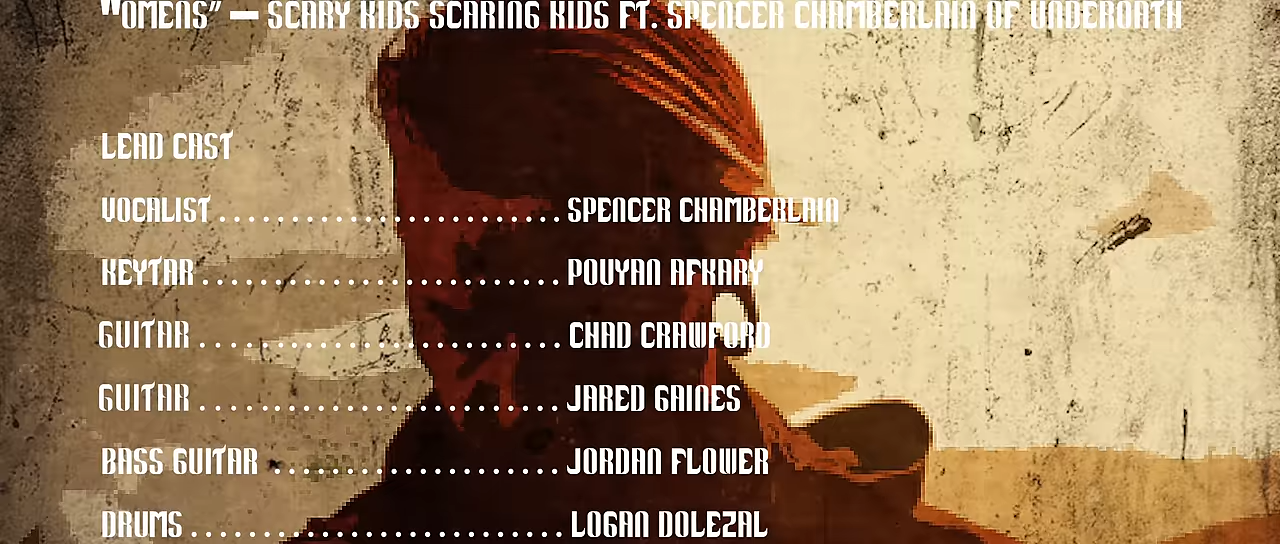 "OMENS" – SCARY KIDS SCARING KIDS FT. SPENCER CHAMBERLAIN OF UNDEROATH
LEAD CAST
VOCALIST ........................ SPENCER CHAMBERLAIN
KEYTAR ......................... POUYAN AFKARY
GUITAR ......................... CHAD CRAWFORD
GUITAR ......................... JARED GAINES
BASS GUITAR .................... JORDAN FLOWER
DRUMS .......................... LOGAN DOLEZAL